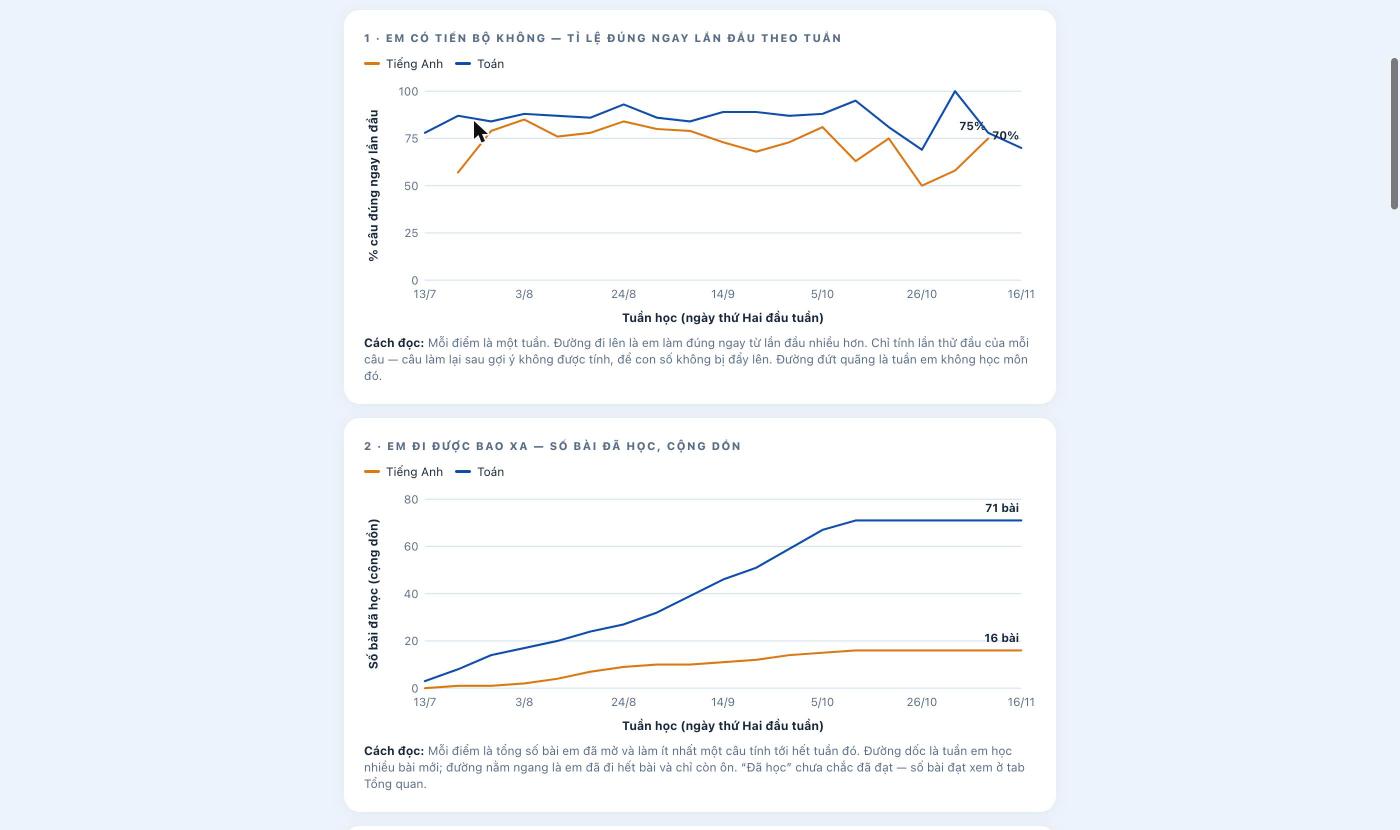 1 · EM CÓ TIẾN BỘ KHÔNG — TỈ LỆ ĐÚNG NGAY LẦN ĐẦU THEO TUẦN
Tiếng Anh
Toán
% câu đúng ngay lần đầu
100
75
50
25
0
75%
70%
13/7
3/8
24/8
14/9
5/10
26/10
16/11
Tuần học (ngày thứ Hai đầu tuần)
Cách đọc: Mỗi điểm là một tuần. Đường đi lên là em làm đúng ngay từ lần đầu nhiều hơn. Chỉ tính lần thử đầu của mỗi
câu — câu làm lại sau gợi ý không được tính, để con số không bị đẩy lên. Đường đứt quãng là tuần em không học môn
đó.
2 · EM ĐI ĐƯỢC BAO XA — SỐ BÀI ĐÃ HỌC, CỘNG DỒN
Tiếng Anh
Toán
Số bài đã học (cộng dồn)
80
60
40
20
0
71 bài
16 bài
13/7
3/8
24/8
14/9
5/10
26/10
16/11
Tuần học (ngày thứ Hai đầu tuần)
Cách đọc: Mỗi điểm là tổng số bài em đã mở và làm ít nhất một câu tính tới hết tuần đó. Đường dốc là tuần em học
nhiều bài mới; đường nằm ngang là em đã đi hết bài và chỉ còn ôn. “Đã học” chưa chắc đã đạt — số bài đạt xem ở tab
Tổng quan.